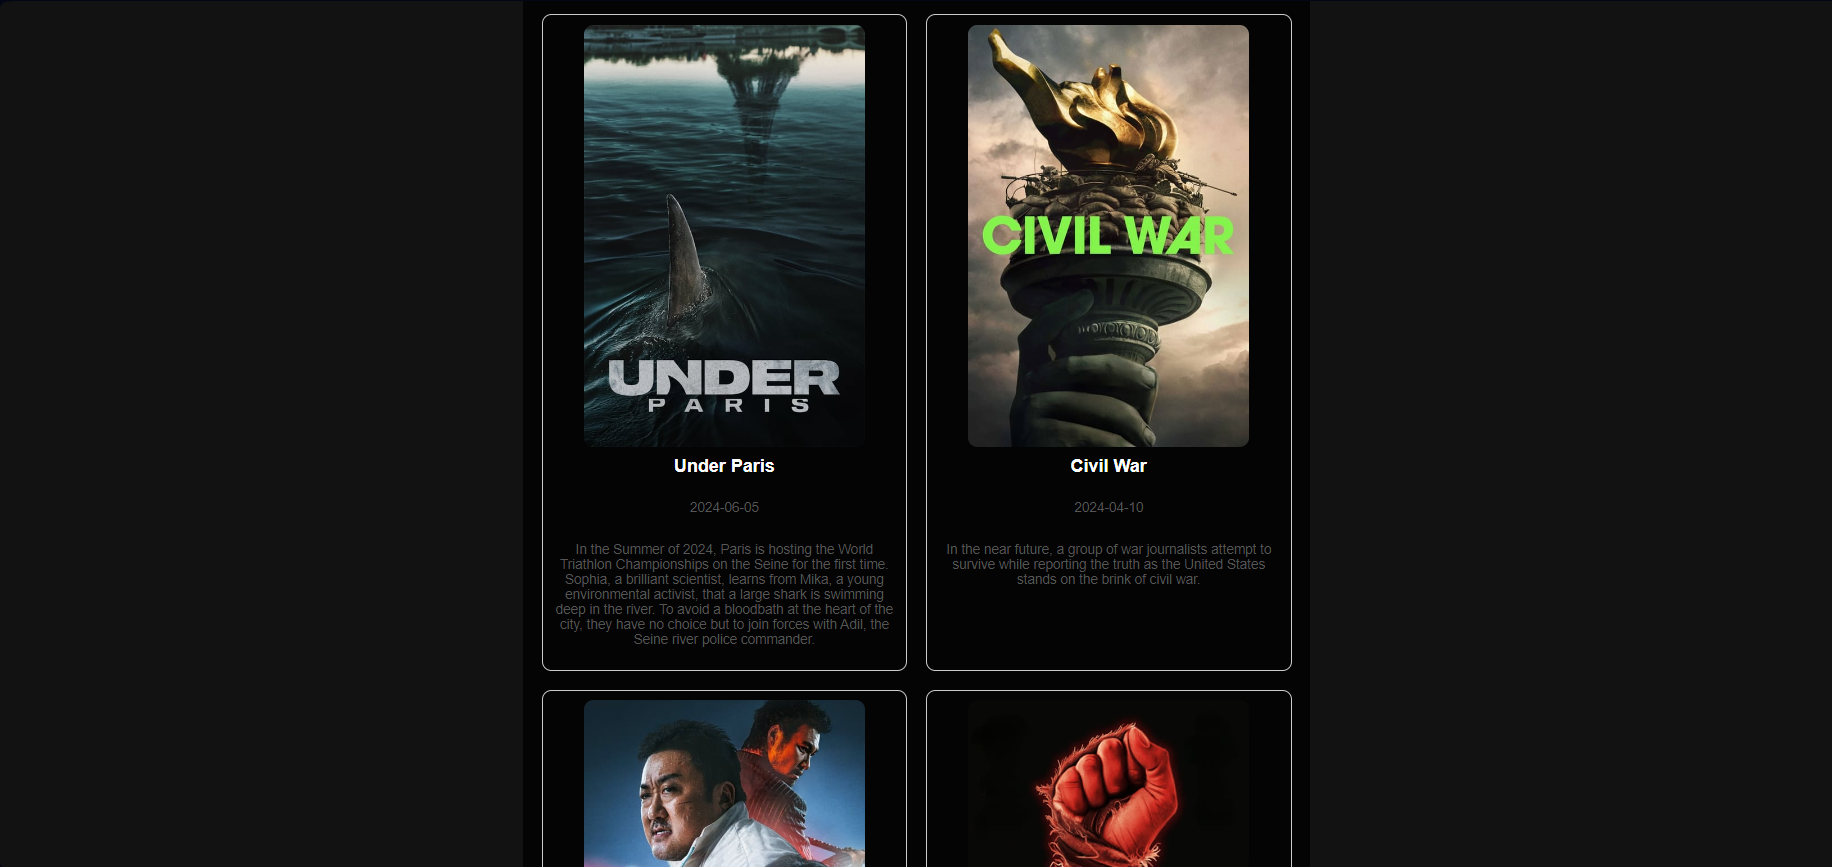 UNDER
PARIS
Under Paris
2024-06-05
In the Summer of 2024, Paris is hosting the World
Triathlon Championships on the Seine for the first time.
Sophia, a brilliant scientist, learns from Mika, a young
environmental activist, that a large shark is swimming
deep in the river. To avoid a bloodbath at the heart of the
city, they have no choice but to join forces with Adil, the
Seine river police commander.
CIVIL WAR
Civil War
2024-04-10
In the near future, a group of war journalists attempt to
survive while reporting the truth as the United States
stands on the brink of civil war.